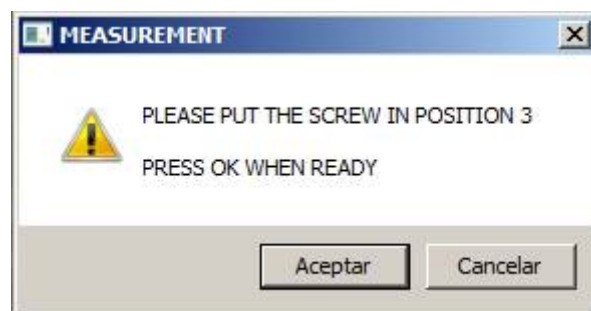 MEASUREMENT
PLEASE PUT THE SCREW IN POSITION 3
PRESS OK WHEN READY
Aceptar Cancelar